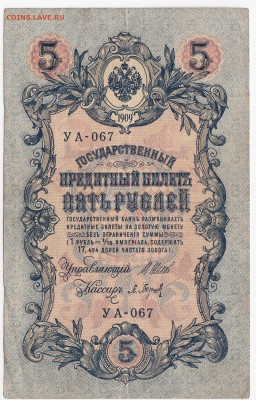 COINS.LAVE.RU
5 5
1909
УА-067
ГОСУДАРСТВЕННЫЙ
КРЕДИТНЫЙ БИЛЕТЪ
ПЯТЬ РУБЛЕЙ
ГОСУДАРСТВЕННЫЙ БАНКЪ РАЗМѢНИВАЕТЪ
КРЕДИТНЫЕ БИЛЕТЫ НА ЗОЛОТУЮ МОНЕТУ
БЕЗЪ ОГРАНИЧЕНІЯ СУММЫ
(1 РУБЛЬ = 1/15 ИМПЕРІАЛА, СОДЕРЖИТЪ
17,424 ДОЛЕЙ ЧИСТАГО ЗОЛОТА)
Управляющій
Кассиръ
УА-067
5